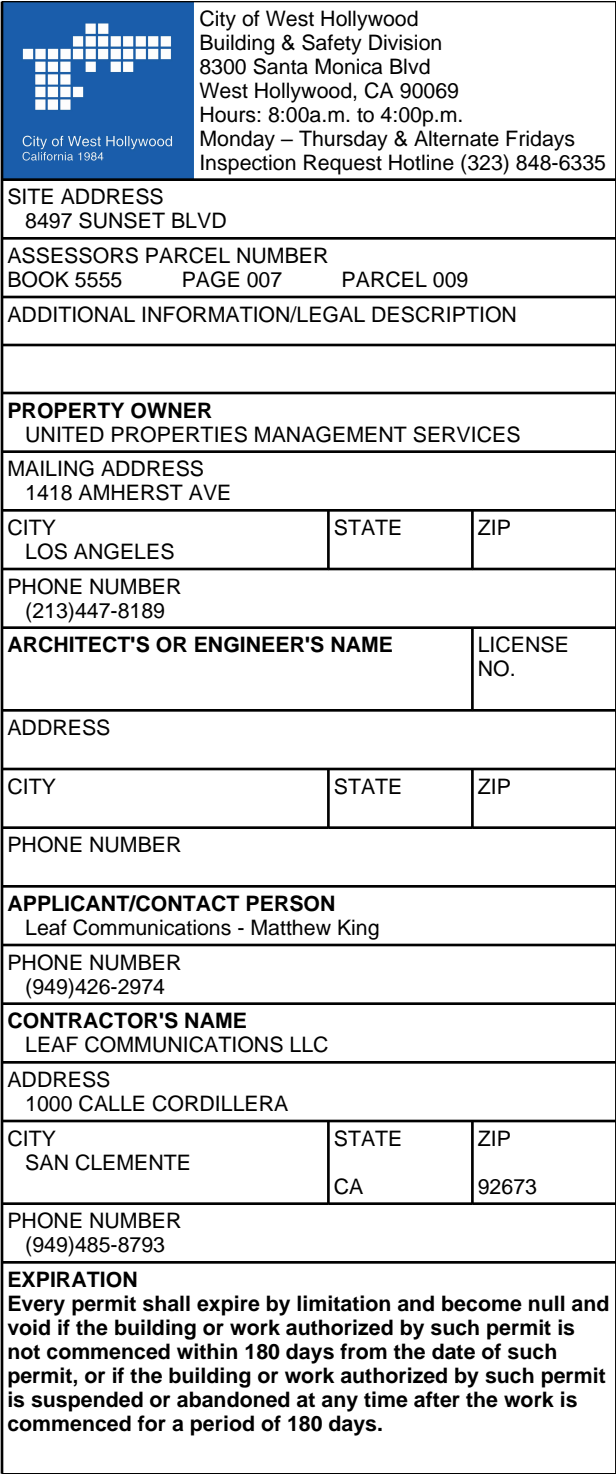 City of West Hollywood
California 1984
City of West Hollywood
Building & Safety Division
8300 Santa Monica Blvd
West Hollywood, CA 90069
Hours: 8:00a.m. to 4:00p.m.
Monday – Thursday & Alternate Fridays
Inspection Request Hotline (323) 848-6335
SITE ADDRESS
8497 SUNSET BLVD
ASSESSORS PARCEL NUMBER
BOOK 5555 PAGE 007 PARCEL 009
ADDITIONAL INFORMATION/LEGAL DESCRIPTION
PROPERTY OWNER
UNITED PROPERTIES MANAGEMENT SERVICES
MAILING ADDRESS
1418 AMHERST AVE
CITY STATE ZIP
LOS ANGELES
PHONE NUMBER
(213)447-8189
ARCHITECT'S OR ENGINEER'S NAME LICENSE
NO.
ADDRESS
CITY STATE ZIP
PHONE NUMBER
APPLICANT/CONTACT PERSON
Leaf Communications - Matthew King
PHONE NUMBER
(949)426-2974
CONTRACTOR'S NAME
LEAF COMMUNICATIONS LLC
ADDRESS
1000 CALLE CORDILLERA
CITY STATE ZIP
SAN CLEMENTE
CA 92673
PHONE NUMBER
(949)485-8793
EXPIRATION
Every permit shall expire by limitation and become null and
void if the building or work authorized by such permit is
not commenced within 180 days from the date of such
permit, or if the building or work authorized by such permit
is suspended or abandoned at any time after the work is
commenced for a period of 180 days.